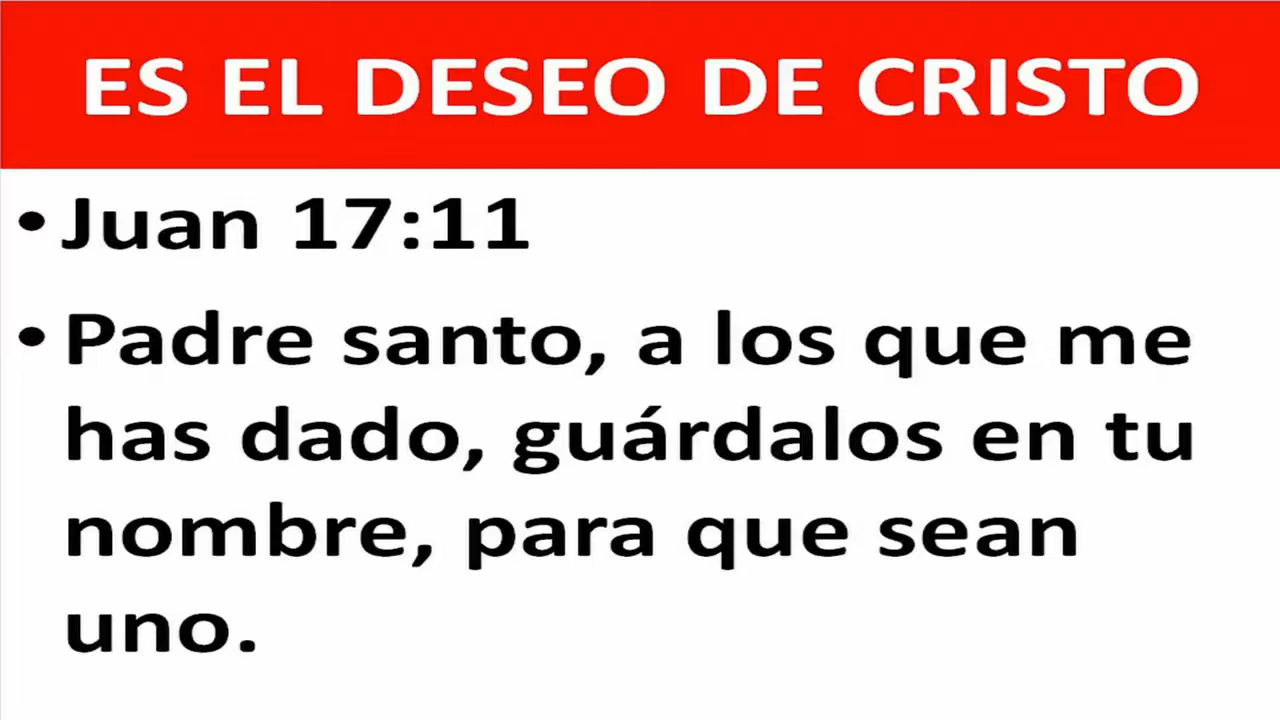 ES EL DESEO DE CRISTO
• Juan 17:11
• Padre santo, a los que me
has dado, guárdalos en tu
nombre, para que sean
uno.